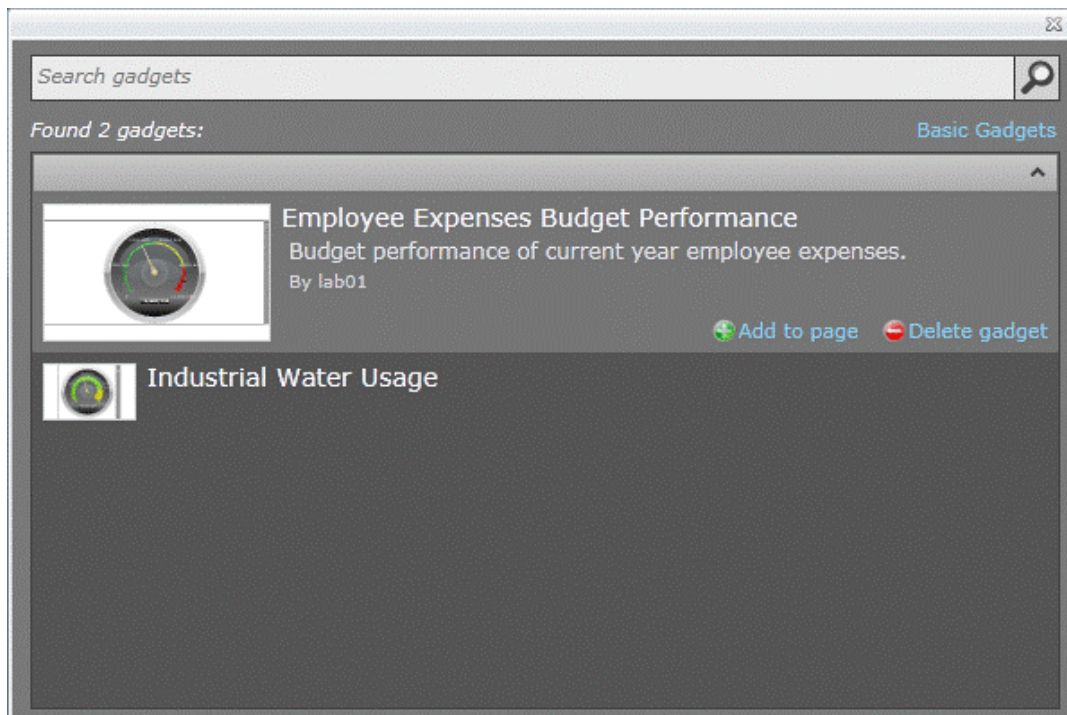 Search gadgets
Found 2 gadgets:
Basic Gadgets
Employee Expenses Budget Performance
Budget performance of current year employee expenses.
By lab01
Add to page
Delete gadget
Industrial Water Usage